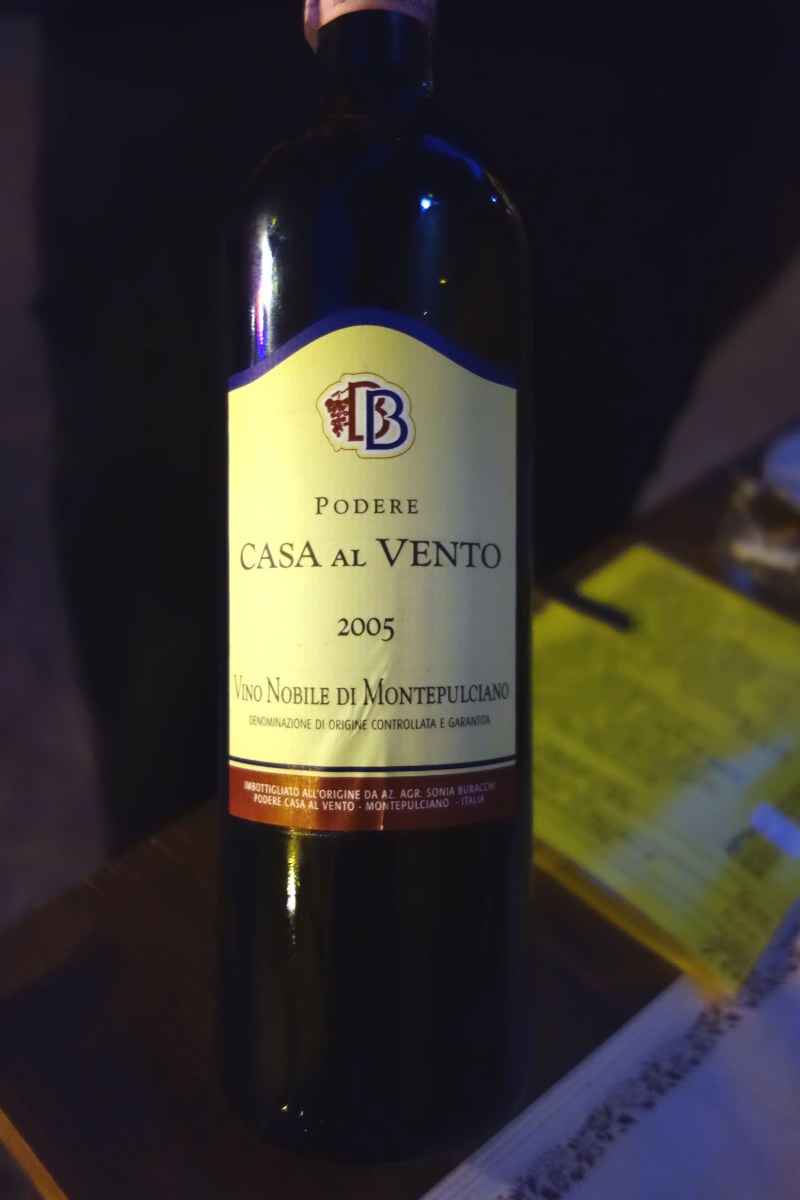 BB
PODERE
CASA AL VENTO
2005
VINO NOBILE DI MONTEPULCIANO
DENOMINAZIONE DI ORIGINE CONTROLLATA E GARANTITA
IMBOTTIGLIATO ALL'ORIGINE DA AZ. AGR. SONIA BURACCHI
PODERE CASA AL VENTO - MONTEPULCIANO - ITALIA